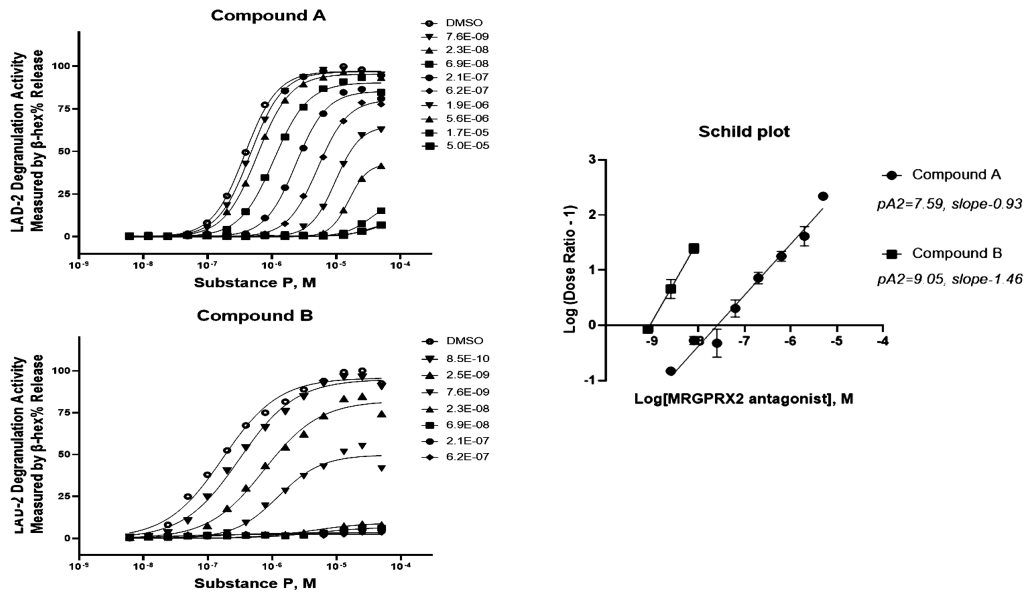 Compound A
LAD-2 Degranulation Activity
Measured by β-hex% Release
100
75
50
25
0
10⁻⁹ 10⁻⁸ 10⁻⁷ 10⁻⁶ 10⁻⁵ 10⁻⁴
Substance P, M
DMSO
7.6E-09
2.3E-08
6.9E-08
2.1E-07
6.2E-07
1.9E-06
5.6E-06
1.7E-05
5.0E-05
Compound B
LAD-2 Degranulation Activity
Measured by β-hex% Release
100
75
50
25
0
10⁻⁹ 10⁻⁸ 10⁻⁷ 10⁻⁶ 10⁻⁵ 10⁻⁴
Substance P, M
DMSO
8.5E-10
2.5E-09
7.6E-09
2.3E-08
6.9E-08
2.1E-07
6.2E-07
Schild plot
Log (Dose Ratio - 1)
3
2
1
0
-1
-9 -8 -7 -6 -5 -4
Log[MRGPRX2 antagonist], M
Compound A
pA2=7.59, slope-0.93
Compound B
pA2=9.05, slope-1.46